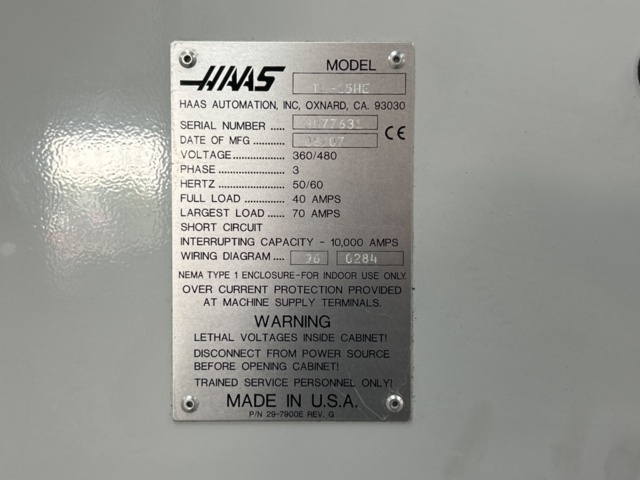 HAAS
MODEL
HAAS AUTOMATION, INC, OXNARD, CA. 93030
SERIAL NUMBER .....
CE
DATE OF MFG ..........
VOLTAGE................ 360/480
PHASE ..................... 3
HERTZ ..................... 50/60
FULL LOAD .............. 40 AMPS
LARGEST LOAD ...... 70 AMPS
SHORT CIRCUIT
INTERRUPTING CAPACITY - 10,000 AMPS
WIRING DIAGRAM .... 96 0284
NEMA TYPE 1 ENCLOSURE-FOR INDOOR USE ONLY.
OVER CURRENT PROTECTION PROVIDED
AT MACHINE SUPPLY TERMINALS.
WARNING
LETHAL VOLTAGES INSIDE CABINET!
DISCONNECT FROM POWER SOURCE
BEFORE OPENING CABINET!
TRAINED SERVICE PERSONNEL ONLY!
MADE IN U.S.A.
P/N 29-7900E REV. G